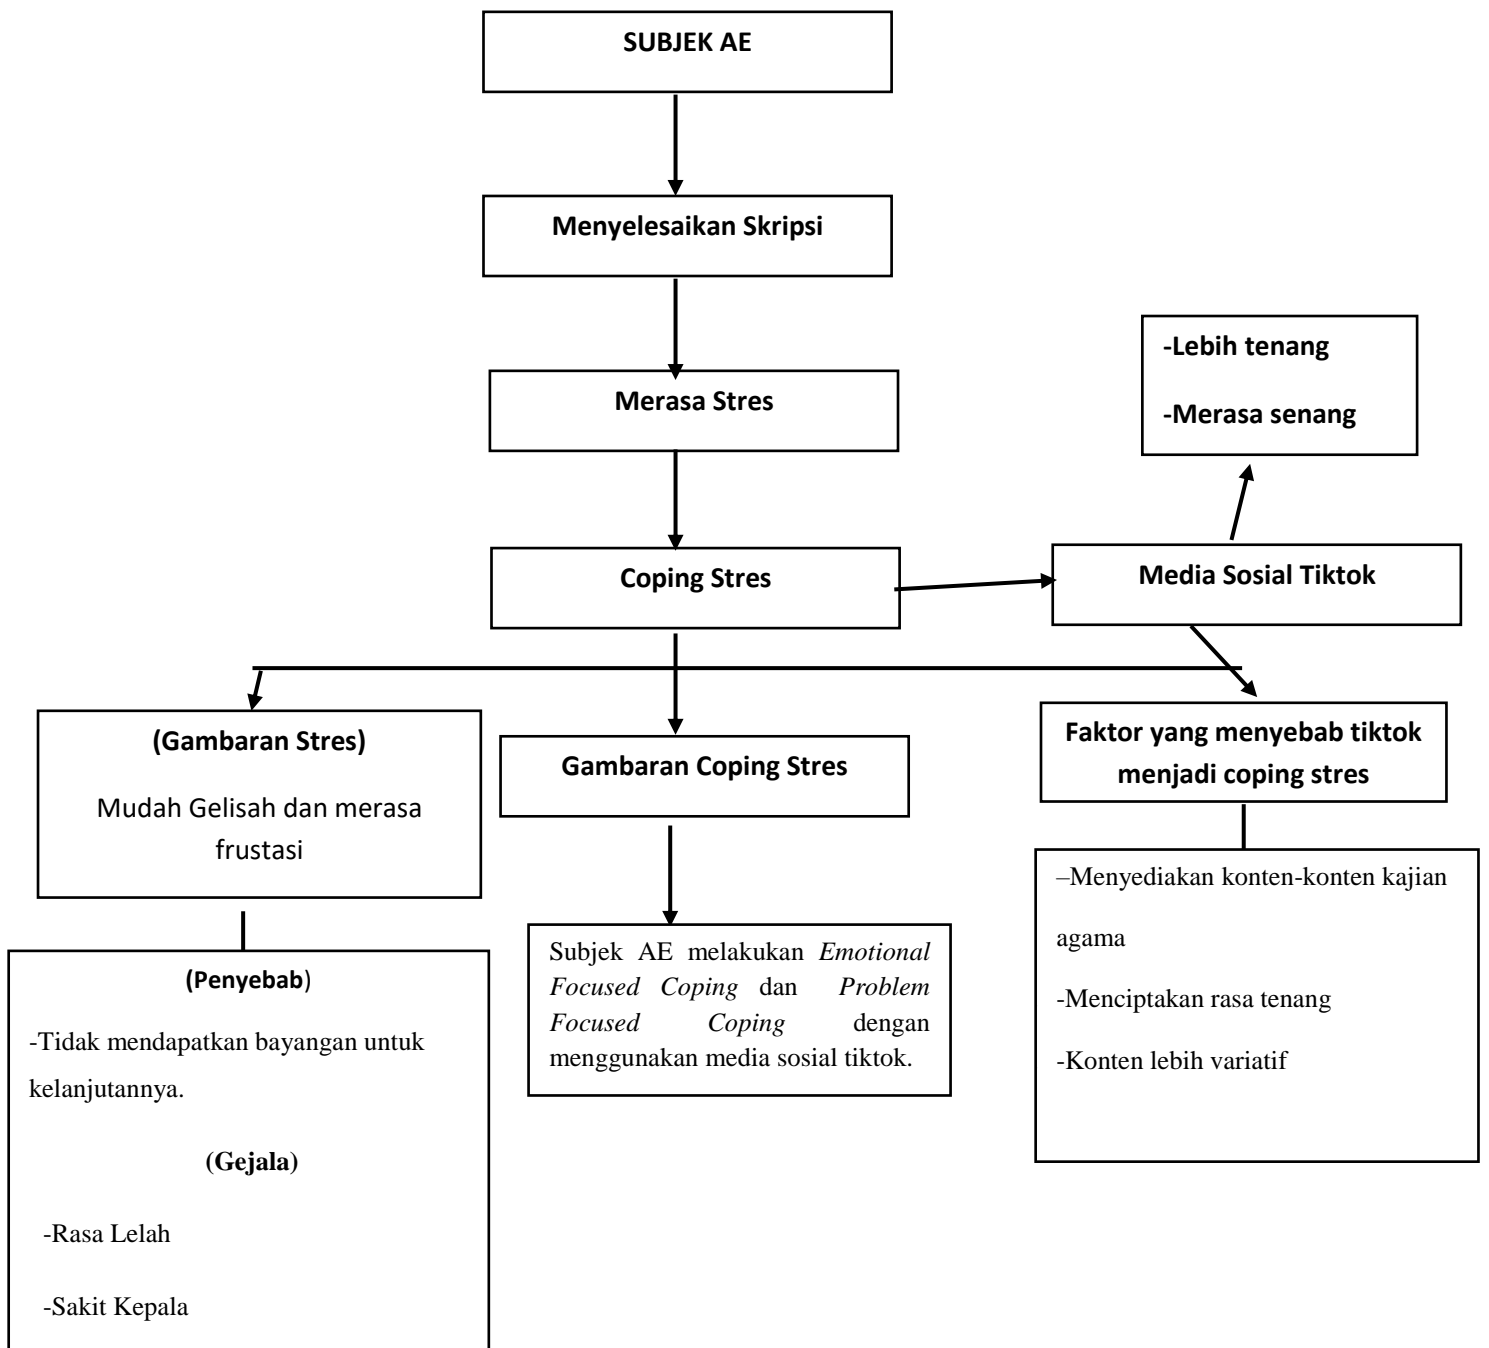 SUBJEK AE
Menyelesaikan Skripsi
-Lebih tenang
-Merasa senang
Merasa Stres
Coping Stres
Media Sosial Tiktok
(Gambaran Stres)
Mudah Gelisah dan merasa
frustasi
Gambaran Coping Stres
Faktor yang menyebab tiktok
menjadi coping stres
(Penyebab)
-Tidak mendapatkan bayangan untuk
kelanjutannya.
(Gejala)
-Rasa Lelah
-Sakit Kepala
Subjek AE melakukan Emotional
Focused Coping dan Problem
Focused Coping dengan
menggunakan media sosial tiktok.
–Menyediakan konten-konten kajian
agama
-Menciptakan rasa tenang
-Konten lebih variatif